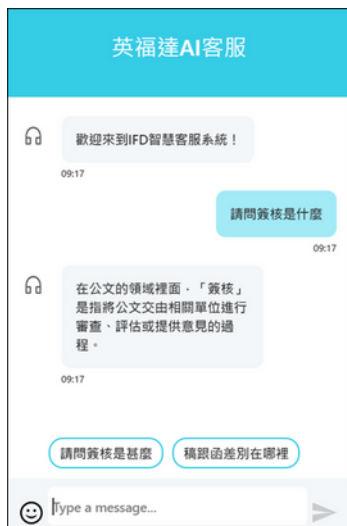 英福達AI客服
歡迎來到IFD智慧客服系統！
09:17
請問簽核是什麼
09:17
在公文的領域裡面，「簽核」
是指將公文交由相關單位進行
審查、評估或提供意見的過
程。
09:17
請問簽核是甚麼
稿跟函差別在哪裡
Type a message...